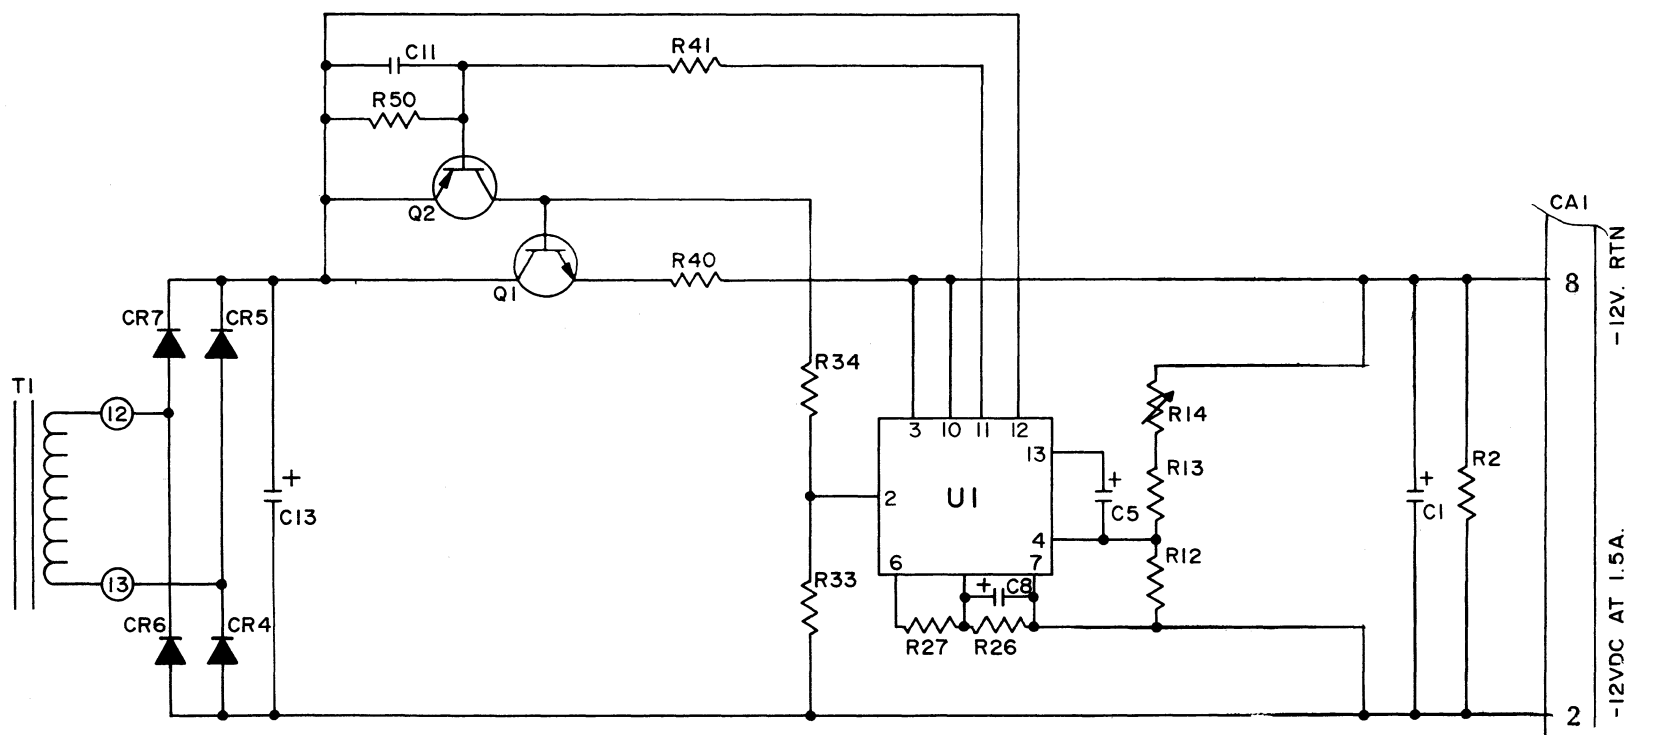 C11
R41
R50
CA1
Q2
R40
Q1
8
-12V. RTN
CR7
CR5
R34
T1
12
R14
3 10 11 12
13
R13
R2
2
U1
C13
C5
C1
4
R12
6
7
13
R33
C8
CR6
CR4
R27
R26
-12VDC AT 1.5A.
2